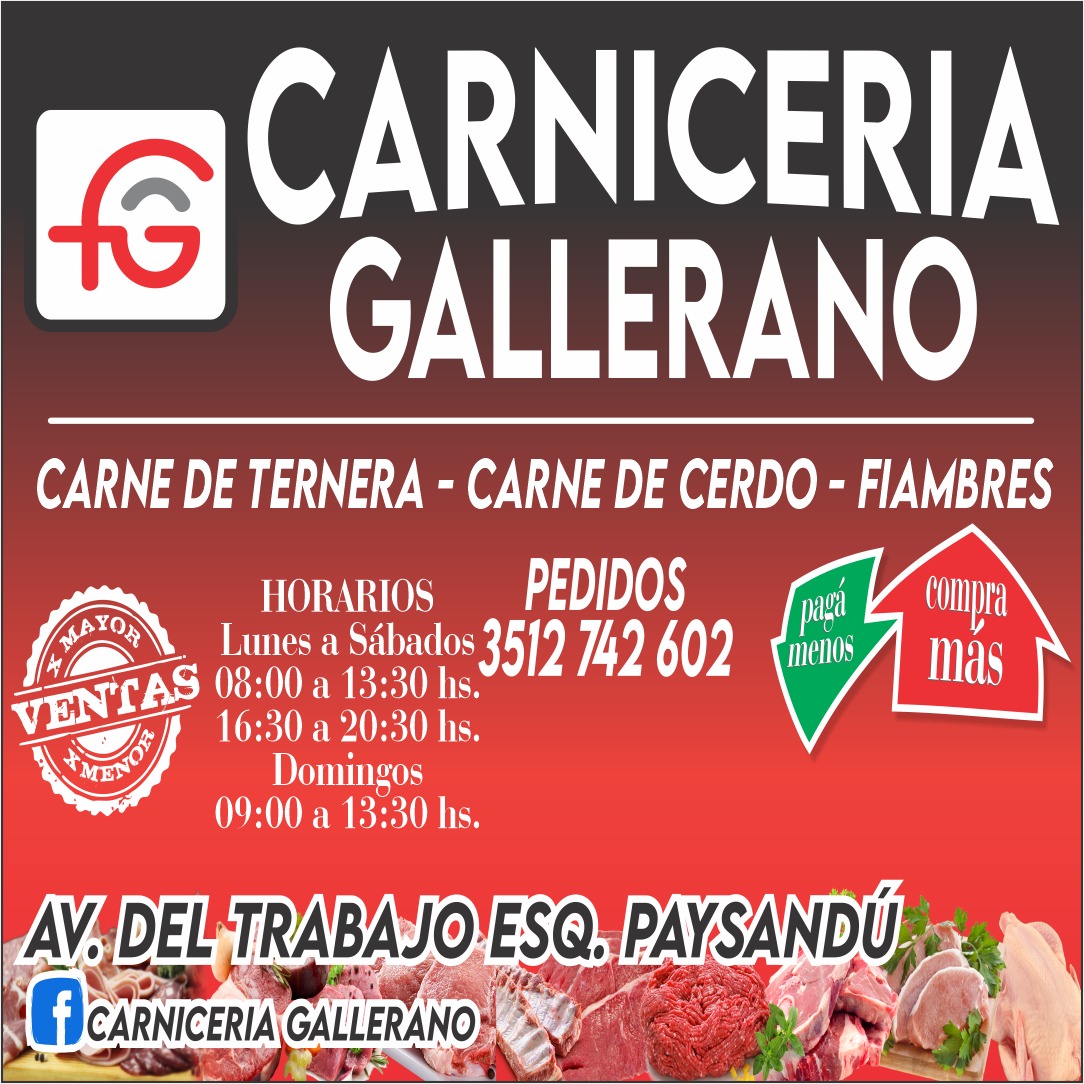 fG
CARNICERIA
GALLERANO
CARNE DE TERNERA - CARNE DE CERDO - FIAMBRES
X MAYOR
VENTAS
X MENOR
HORARIOS
Lunes a Sábados
08:00 a 13:30 hs.
16:30 a 20:30 hs.
Domingos
09:00 a 13:30 hs.
PEDIDOS
3512 742 602
pagá
menos
compra
más
AV. DEL TRABAJO ESQ. PAYSANDÚ
f CARNICERIA GALLERANO